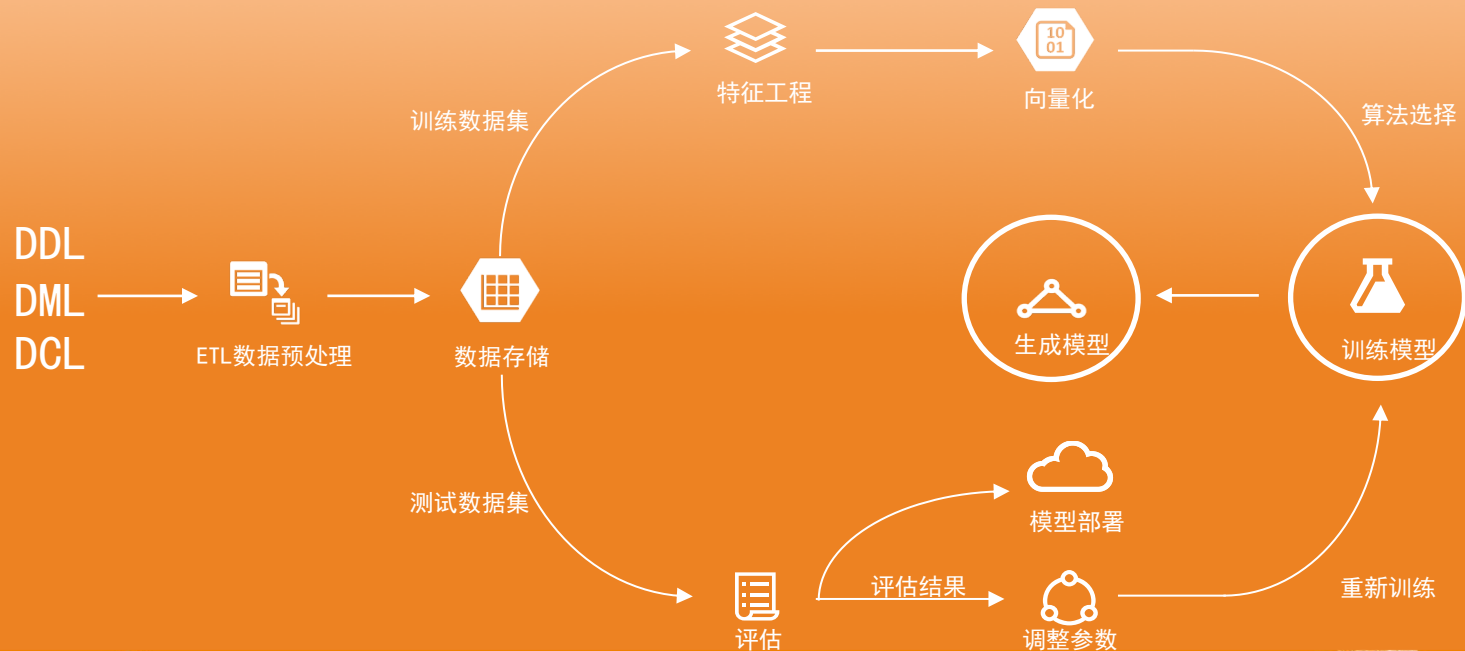 特征工程
10
01
向量化
训练数据集
算法选择
DDL
DML
DCL
ETL数据预处理
数据存储
生成模型
训练模型
测试数据集
模型部署
评估结果
重新训练
评估
调整参数